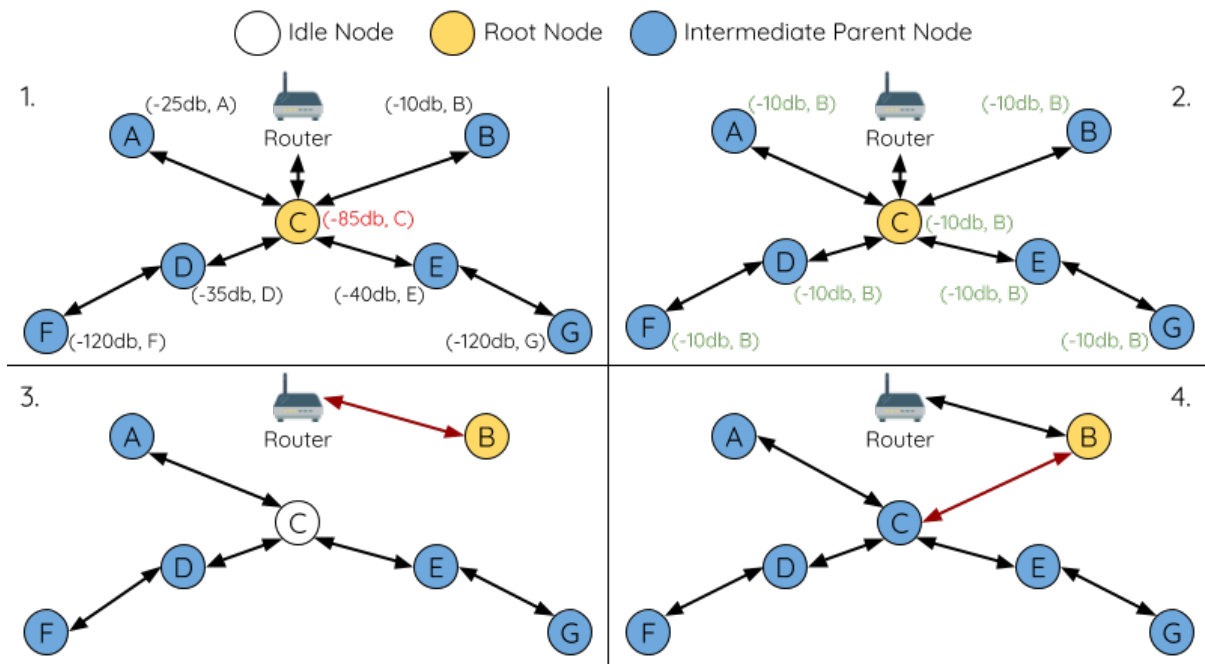 Idle Node Root Node Intermediate Parent Node
1.
(-25db, A) (-10db, B)
A Router B
C (-85db, C)
D E
(-35db, D) (-40db, E)
F (-120db, F) (-120db, G) G
2.
(-10db, B) (-10db, B)
A Router B
C (-10db, B)
D E
(-10db, B) (-10db, B)
F (-10db, B) (-10db, B) G
3.
A Router B
C
D E
F G
4.
A Router B
C
D E
F G